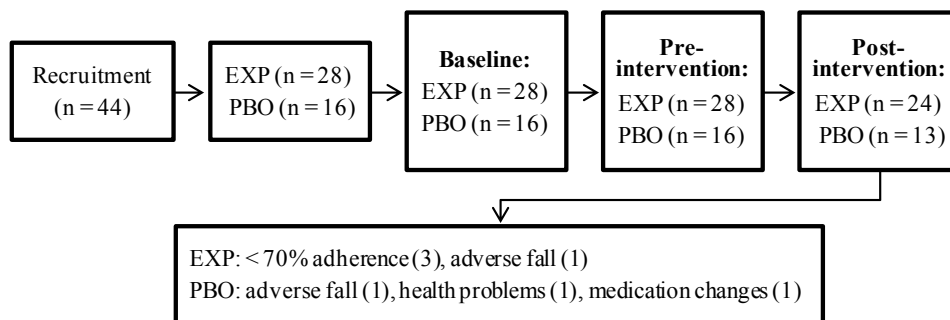 Recruitment
(n = 44)
EXP (n = 28)
PBO (n = 16)
Baseline:
EXP (n = 28)
PBO (n = 16)
Pre-
intervention:
EXP (n = 28)
PBO (n = 16)
Post-
intervention:
EXP (n = 24)
PBO (n = 13)
EXP: < 70% adherence (3), adverse fall (1)
PBO: adverse fall (1), health problems (1), medication changes (1)